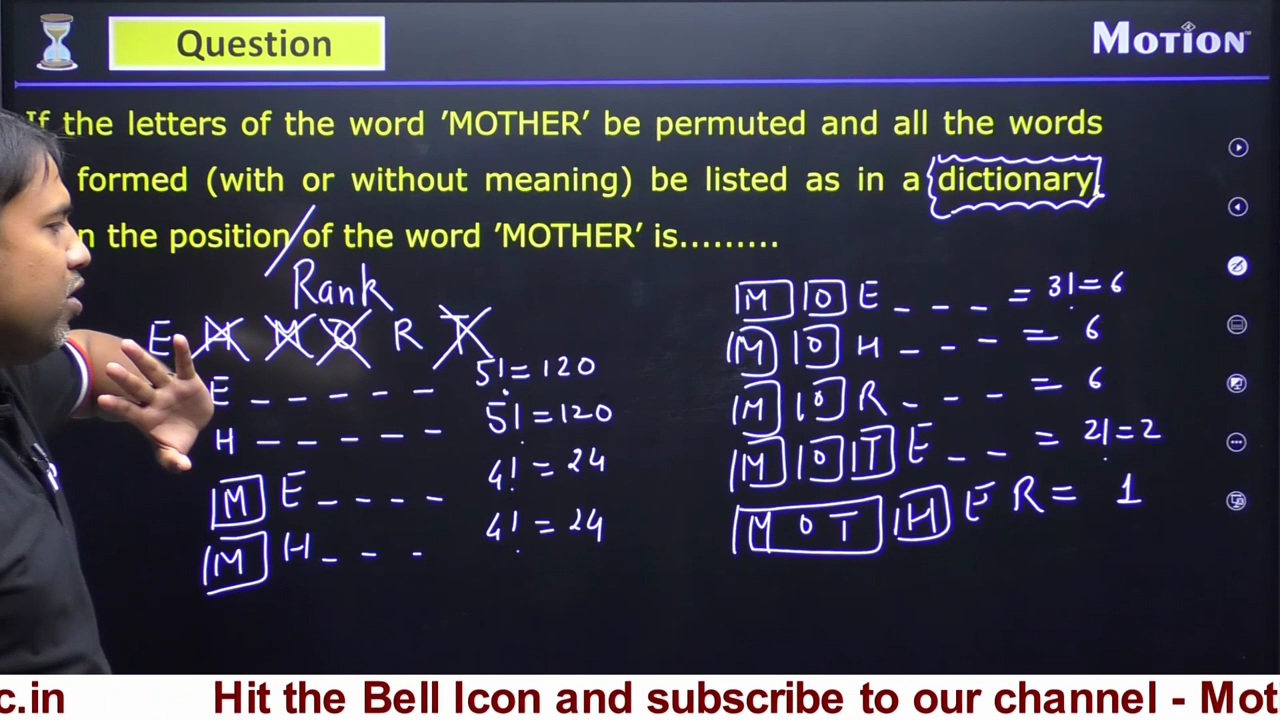 Question
MOTION
If the letters of the word ’MOTHER’ be permuted and all the words
formed (with or without meaning) be listed as in a dictionary,
n the position of the word ’MOTHER’ is.........
Rank
E H M O R T
E _ _ _ _ _ 5! = 120
H _ _ _ _ _ 5! = 120
M E _ _ _ _ 4! = 24
M H _ _ _ 4! = 24
M O E _ _ _ = 3! = 6
M O H _ _ _ = 6
M O R _ _ _ = 6
M O T E _ _ = 2! = 2
M O T H E R = 1
c.in Hit the Bell Icon and subscribe to our channel - Mot